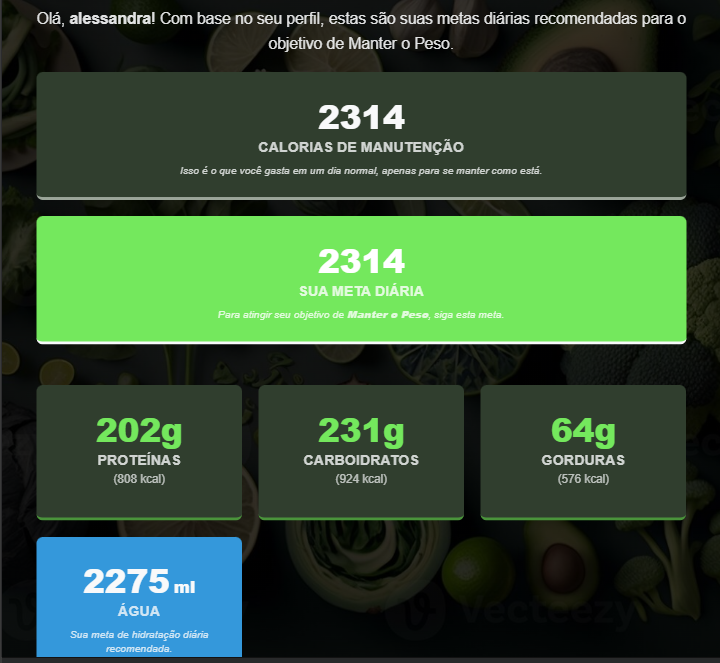 Olá, alessandra! Com base no seu perfil, estas são suas metas diárias recomendadas para o
objetivo de Manter o Peso.
2314
CALORIAS DE MANUTENÇÃO
Isso é o que você gasta em um dia normal, apenas para se manter como está.
2314
SUA META DIÁRIA
Para atingir seu objetivo de Manter o Peso, siga esta meta.
202g
PROTEÍNAS
(808 kcal)
231g
CARBOIDRATOS
(924 kcal)
64g
GORDURAS
(576 kcal)
2275 ml
ÁGUA
Sua meta de hidratação diária
recomendada.
Vecteezy